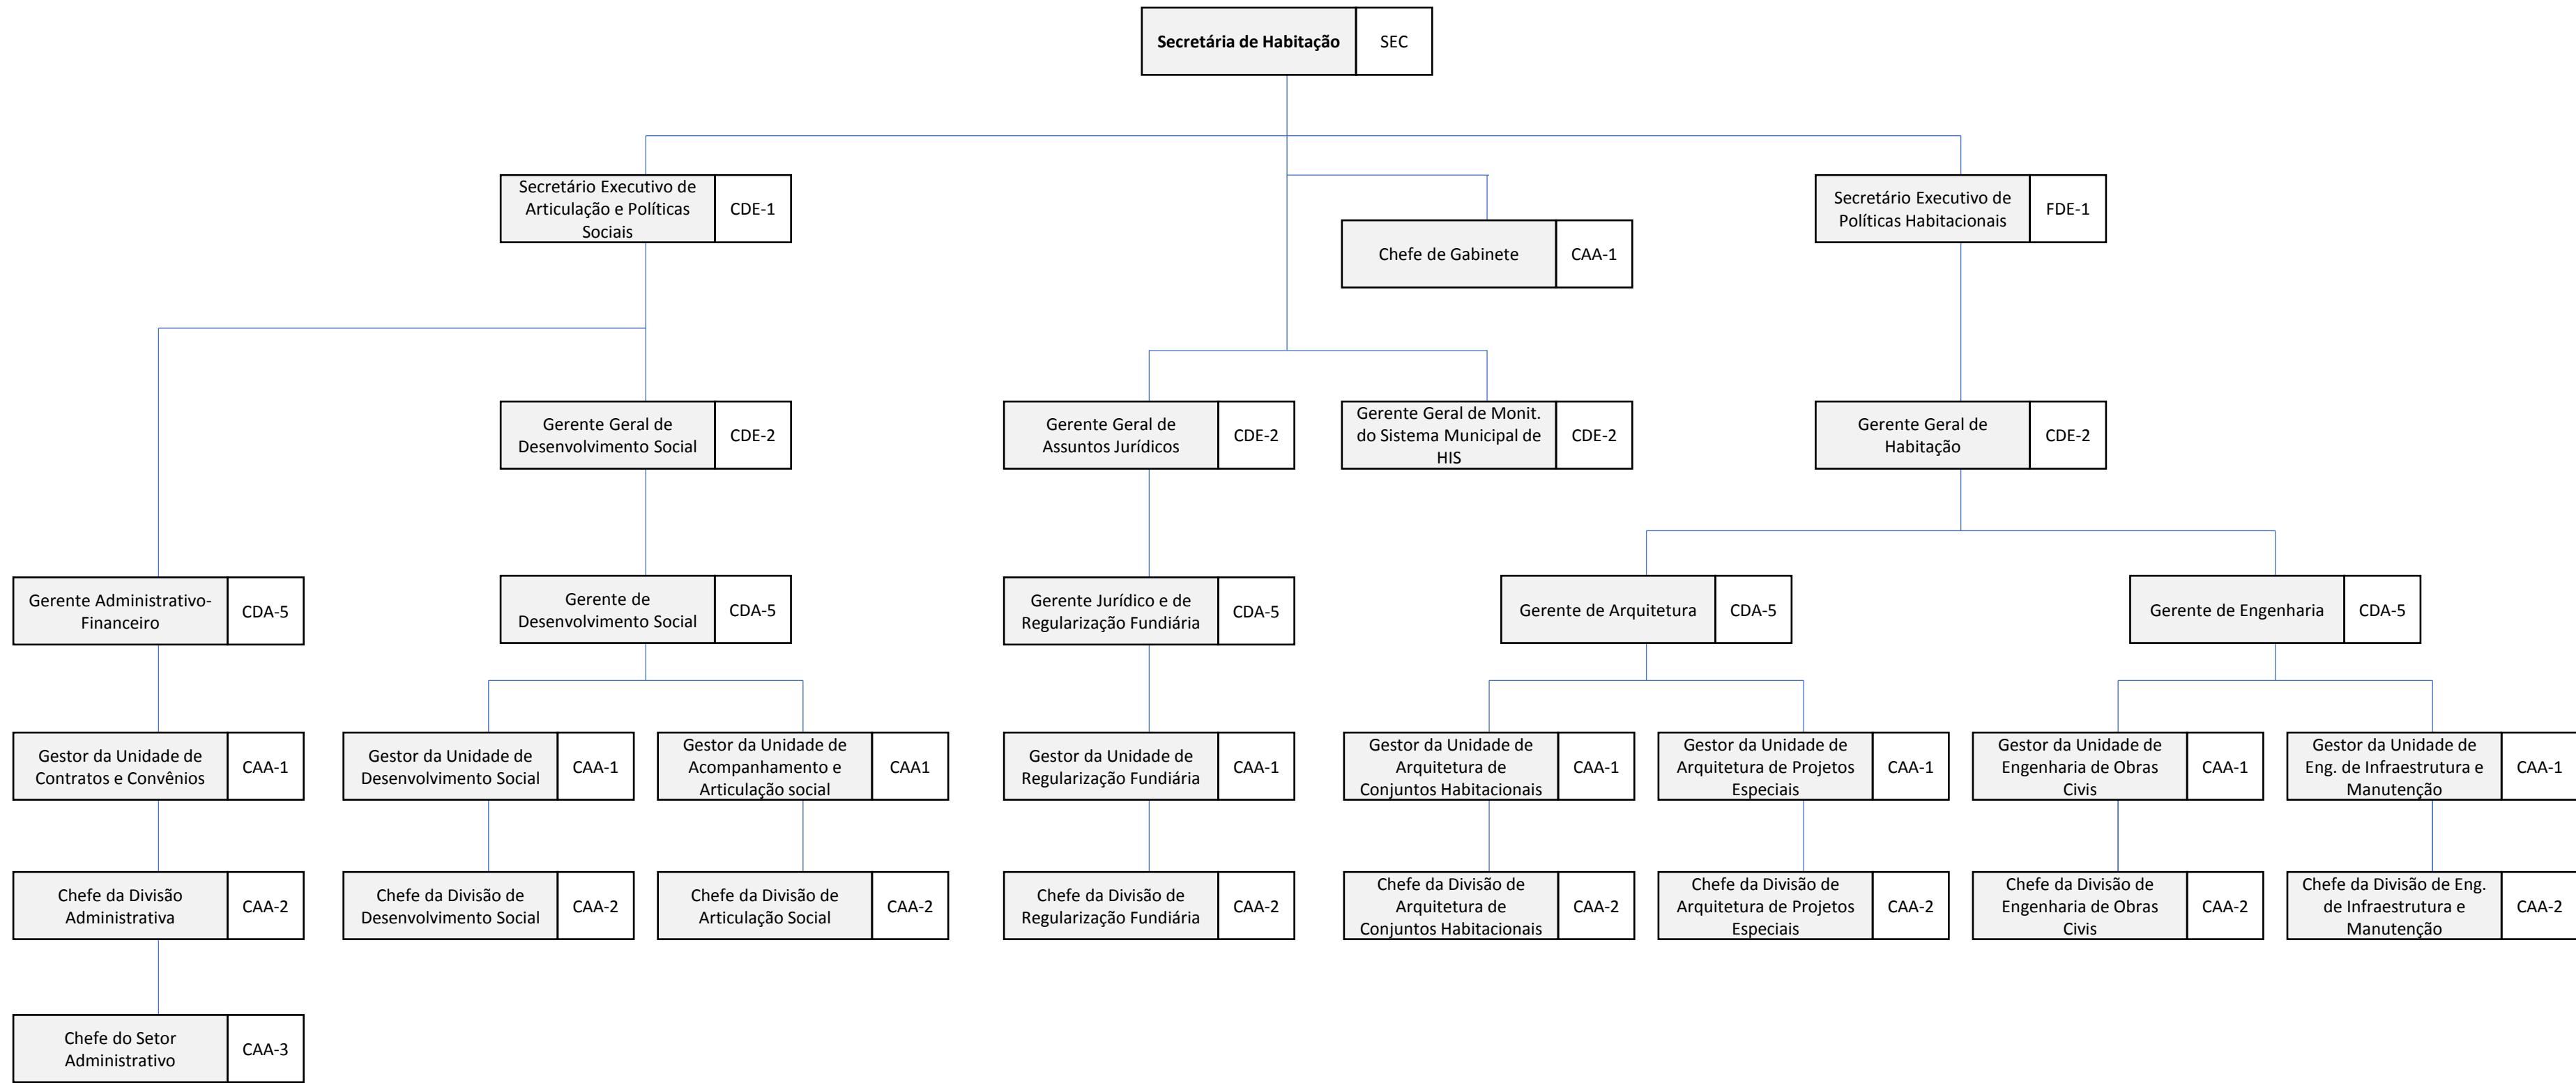 Secretária de Habitação
SEC
Secretário Executivo de
Articulação e Políticas
Sociais
CDE-1
Chefe de Gabinete
CAA-1
Secretário Executivo de
Políticas Habitacionais
FDE-1
Gerente Geral de
Desenvolvimento Social
CDE-2
Gerente Geral de
Assuntos Jurídicos
CDE-2
Gerente Geral de Monit.
do Sistema Municipal de
HIS
CDE-2
Gerente Geral de
Habitação
CDE-2
Gerente Administrativo-
Financeiro
CDA-5
Gerente de
Desenvolvimento Social
CDA-5
Gerente Jurídico e de
Regularização Fundiária
CDA-5
Gerente de Arquitetura
CDA-5
Gerente de Engenharia
CDA-5
Gestor da Unidade de
Contratos e Convênios
CAA-1
Gestor da Unidade de
Desenvolvimento Social
CAA-1
Gestor da Unidade de
Acompanhamento e
Articulação social
CAA1
Gestor da Unidade de
Regularização Fundiária
CAA-1
Gestor da Unidade de
Arquitetura de
Conjuntos Habitacionais
CAA-1
Gestor da Unidade de
Arquitetura de Projetos
Especiais
CAA-1
Gestor da Unidade de
Engenharia de Obras
Civis
CAA-1
Gestor da Unidade de
Eng. de Infraestrutura e
Manutenção
CAA-1
Chefe da Divisão
Administrativa
CAA-2
Chefe da Divisão de
Desenvolvimento Social
CAA-2
Chefe da Divisão de
Articulação Social
CAA-2
Chefe da Divisão de
Regularização Fundiária
CAA-2
Chefe da Divisão de
Arquitetura de
Conjuntos Habitacionais
CAA-2
Chefe da Divisão de
Arquitetura de Projetos
Especiais
CAA-2
Chefe da Divisão de
Engenharia de Obras
Civis
CAA-2
Chefe da Divisão de Eng.
de Infraestrutura e
Manutenção
CAA-2
Chefe do Setor
Administrativo
CAA-3